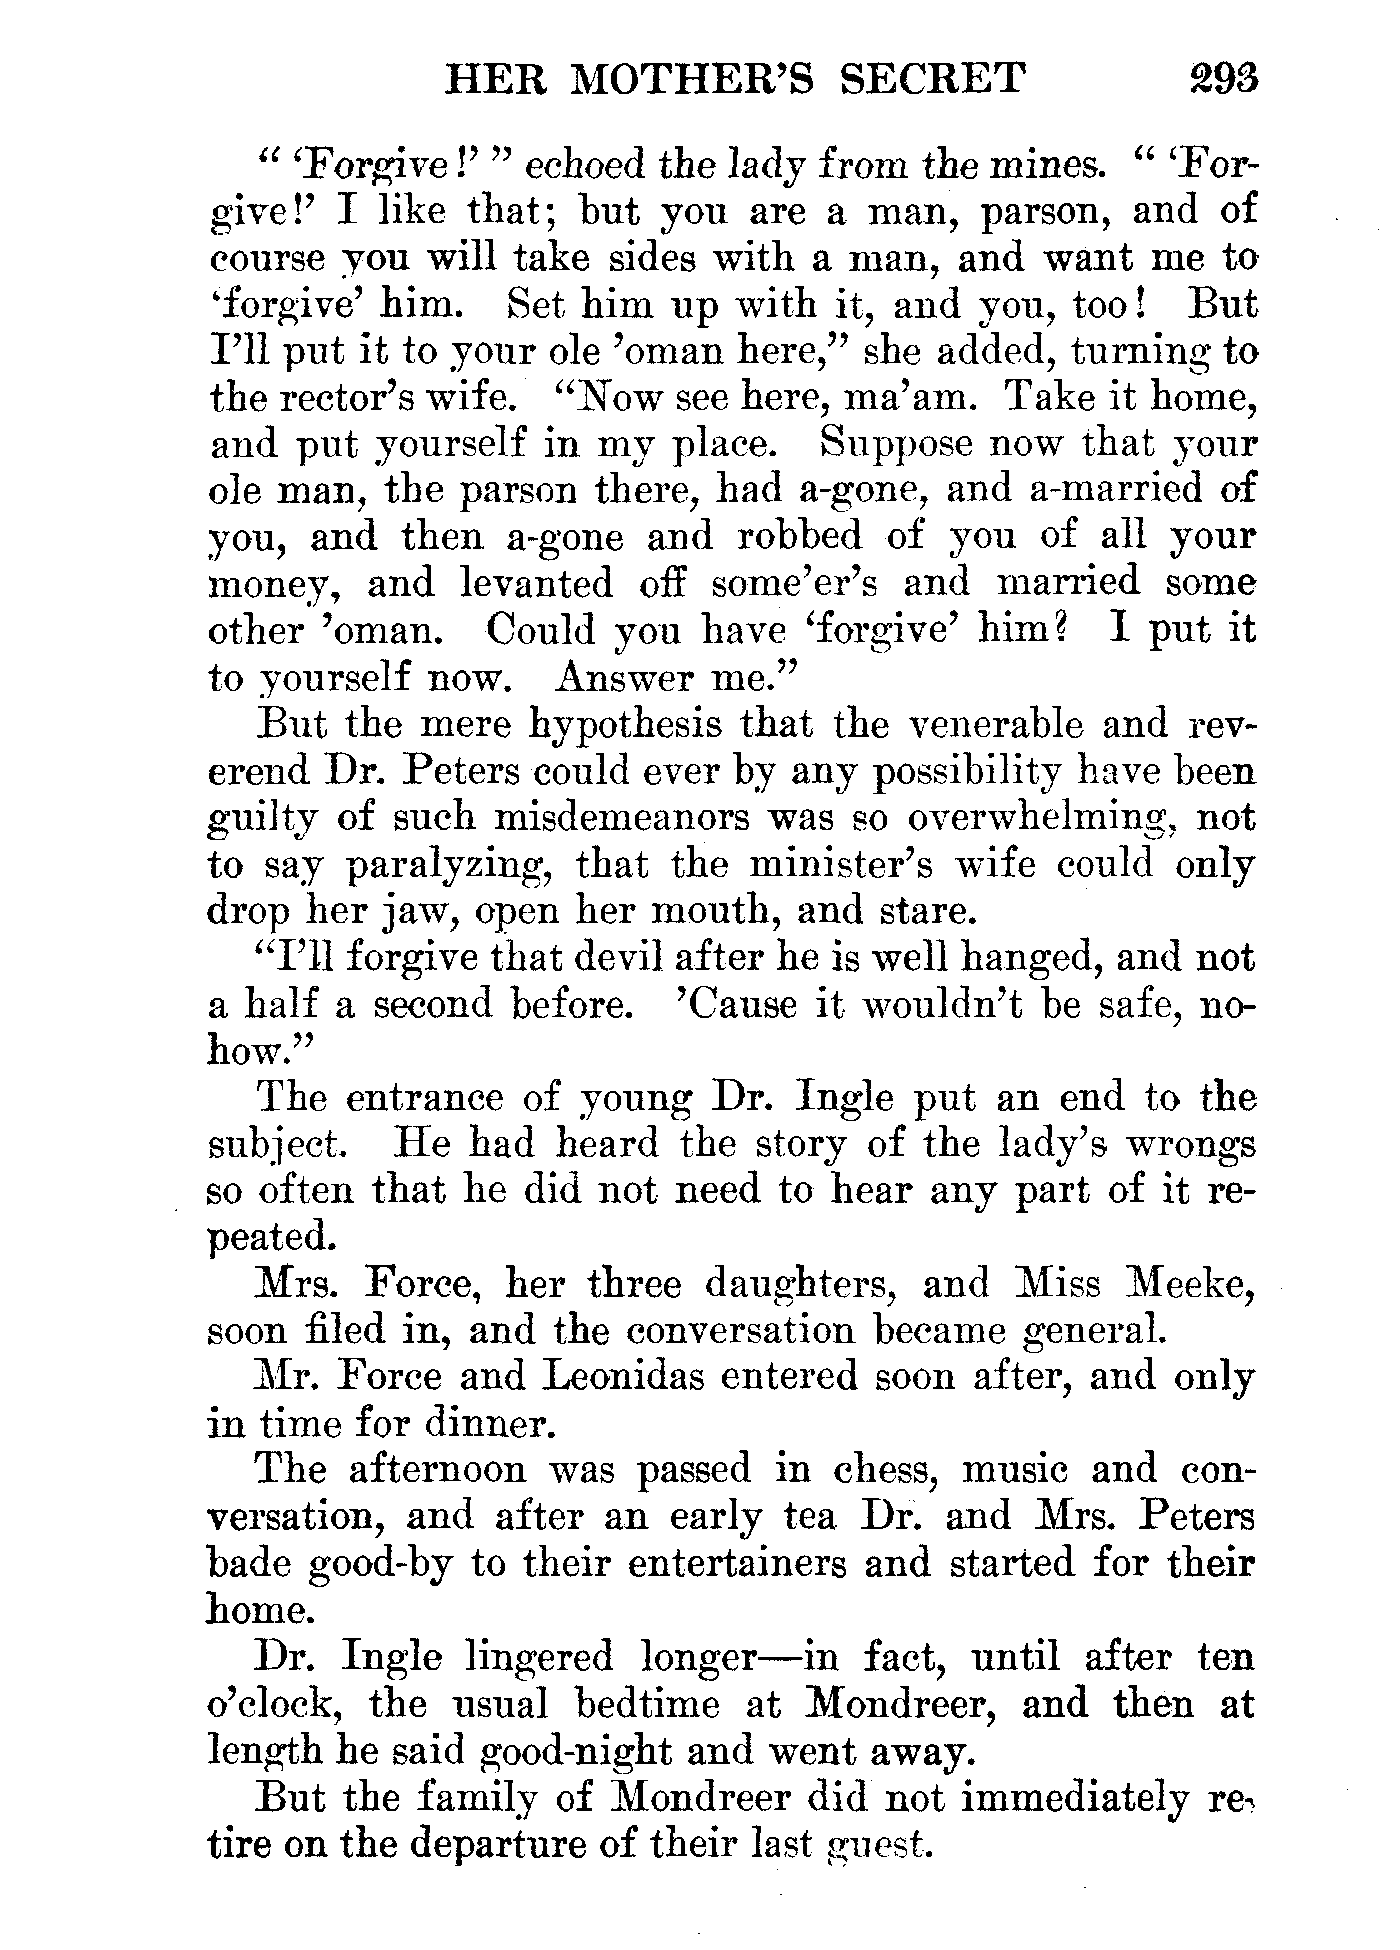 HER MOTHER'S SECRET 293
" 'Forgive!' " echoed the lady from the mines. " 'For-
give!' I like that; but you are a man, parson, and of
course you will take sides with a man, and want me to
'forgive' him. Set him up with it, and you, too! But
I'll put it to your ole 'oman here," she added, turning to
the rector's wife. "Now see here, ma'am. Take it home,
and put yourself in my place. Suppose now that your
ole man, the parson there, had a-gone, and a-married of
you, and then a-gone and robbed of you of all your
money, and levanted off some'er's and married some
other 'oman. Could you have 'forgive' him? I put it
to yourself now. Answer me."
But the mere hypothesis that the venerable and rev-
erend Dr. Peters could ever by any possibility have been
guilty of such misdemeanors was so overwhelming, not
to say paralyzing, that the minister's wife could only
drop her jaw, open her mouth, and stare.
"I'll forgive that devil after he is well hanged, and not
a half a second before. 'Cause it wouldn't be safe, no-
how."
The entrance of young Dr. Ingle put an end to the
subject. He had heard the story of the lady's wrongs
so often that he did not need to hear any part of it re-
peated.
Mrs. Force, her three daughters, and Miss Meeke,
soon filed in, and the conversation became general.
Mr. Force and Leonidas entered soon after, and only
in time for dinner.
The afternoon was passed in chess, music and con-
versation, and after an early tea Dr. and Mrs. Peters
bade good-by to their entertainers and started for their
home.
Dr. Ingle lingered longer—in fact, until after ten
o'clock, the usual bedtime at Mondreer, and then at
length he said good-night and went away.
But the family of Mondreer did not immediately re-
tire on the departure of their last guest.